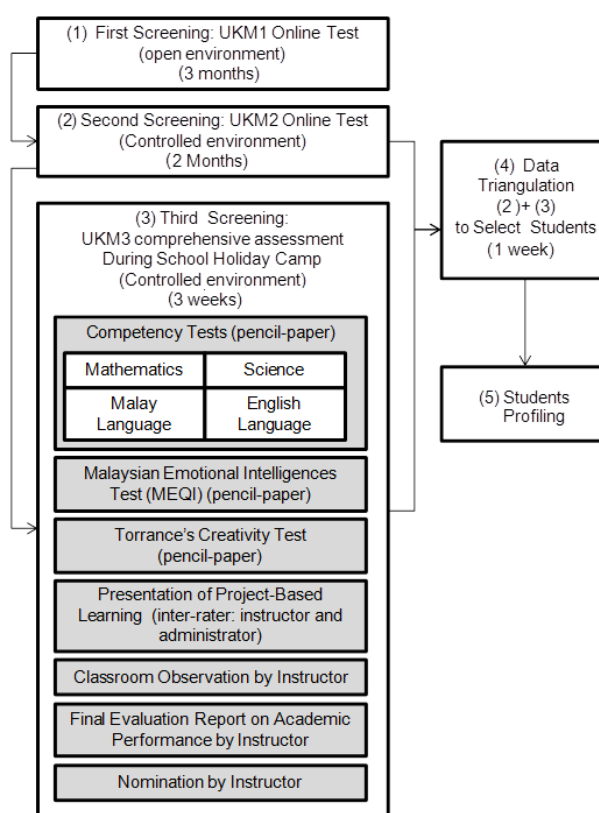 (1) First Screening: UKM1 Online Test
(open environment)
(3 months)
(2) Second Screening: UKM2 Online Test
(Controlled environment)
(2 Months)
(3) Third Screening:
UKM3 comprehensive assessment
During School Holiday Camp
(Controlled environment)
(3 weeks)
Competency Tests (pencil-paper)
Mathematics
Science
Malay
Language
English
Language
Malaysian Emotional Intelligences
Test (MEQI) (pencil-paper)
Torrance's Creativity Test
(pencil-paper)
Presentation of Project-Based
Learning (inter-rater: instructor and
administrator)
Classroom Observation by Instructor
Final Evaluation Report on Academic
Performance by Instructor
Nomination by Instructor
(4) Data
Triangulation
(2 )+ (3)
to Select Students
(1 week)
(5) Students
Profiling